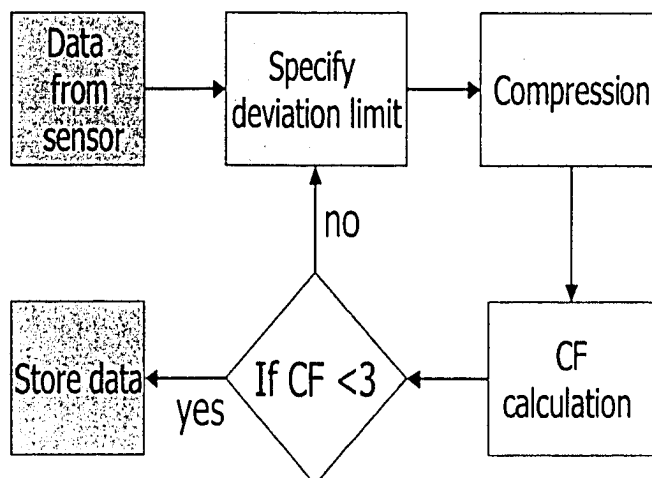 Data
from
sensor
Specify
deviation limit
Compression
no
Store data
yes
If CF <3
CF
calculation